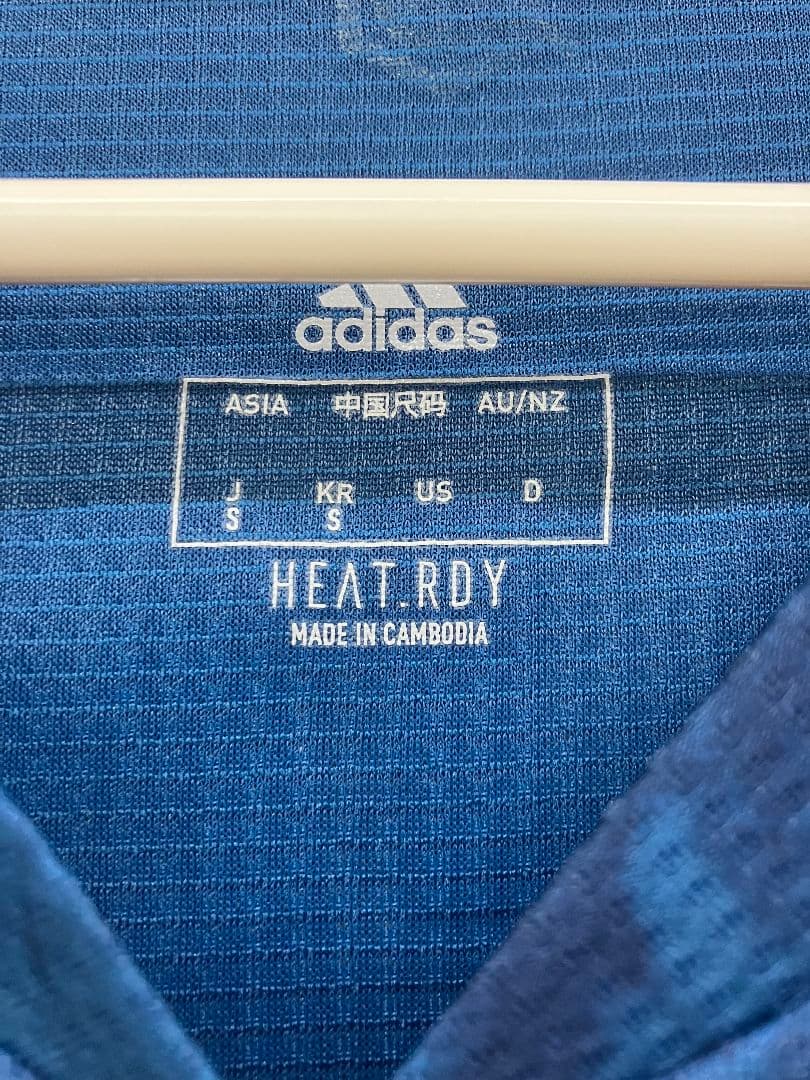 adidas
ASIA 中国尺码 AU/NZ
J KR US D
S S
HEAT.RDY
MADE IN CAMBODIA